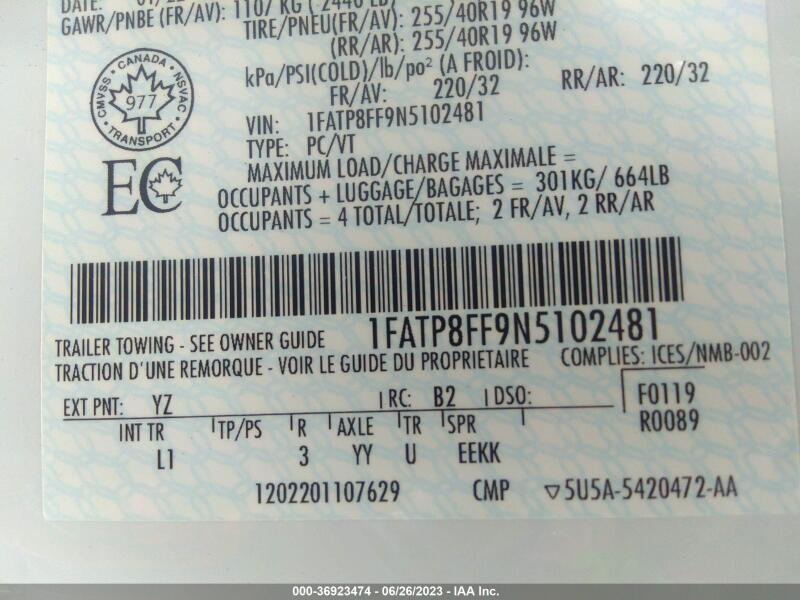 DATE:
GAWR/PNBE (FR/AV): 1107 KG ( 2440 LB)
TIRE/PNEU(FR/AV): 255/40R19 96W
(RR/AR): 255/40R19 96W
kPa/PSI(COLD)/lb/po² (A FROID):
FR/AV: 220/32 RR/AR: 220/32
CMVSS · CANADA · NSVAC · TRANSPORT
977
VIN: 1FATP8FF9N5102481
TYPE: PC/VT
EC
MAXIMUM LOAD/CHARGE MAXIMALE =
OCCUPANTS + LUGGAGE/BAGAGES = 301KG/ 664LB
OCCUPANTS = 4 TOTAL/TOTALE; 2 FR/AV, 2 RR/AR
1FATP8FF9N5102481
TRAILER TOWING - SEE OWNER GUIDE
TRACTION D'UNE REMORQUE - VOIR LE GUIDE DU PROPRIETAIRE
COMPLIES: ICES/NMB-002
EXT PNT: YZ RC: B2 DSO: F0119
R0089
INT TR TP/PS R AXLE TR SPR
L1 3 YY U EEKK
1202201107629 CMP ▽5U5A-5420472-AA
000-36923474 - 06/26/2023 - IAA Inc.